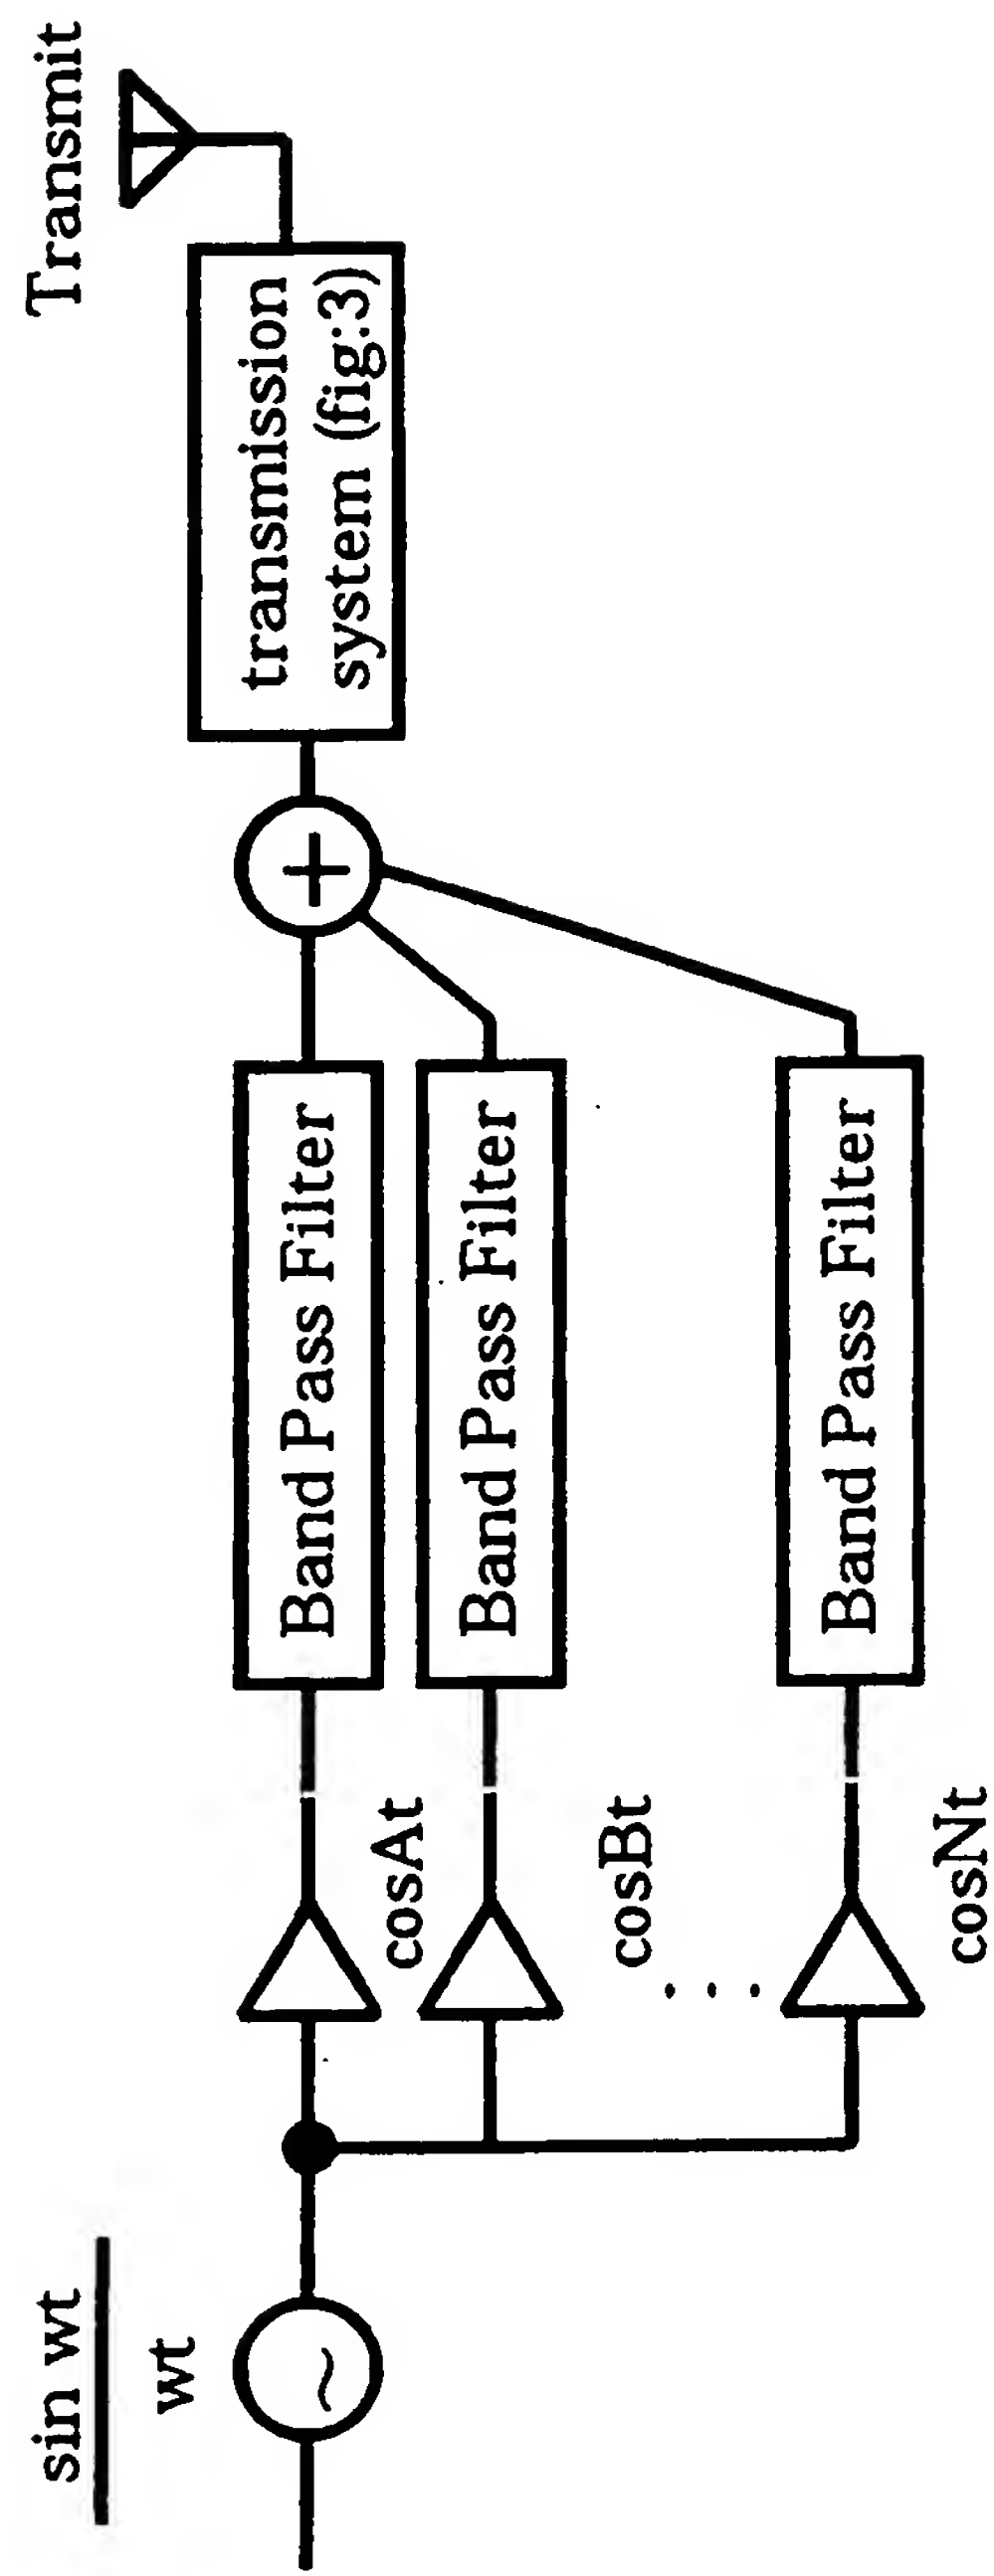 sin wt
wt
cosAt
cosBt
. . .
cosNt
Band Pass Filter
Band Pass Filter
Band Pass Filter
+
transmission
system (fig:3)
Transmit